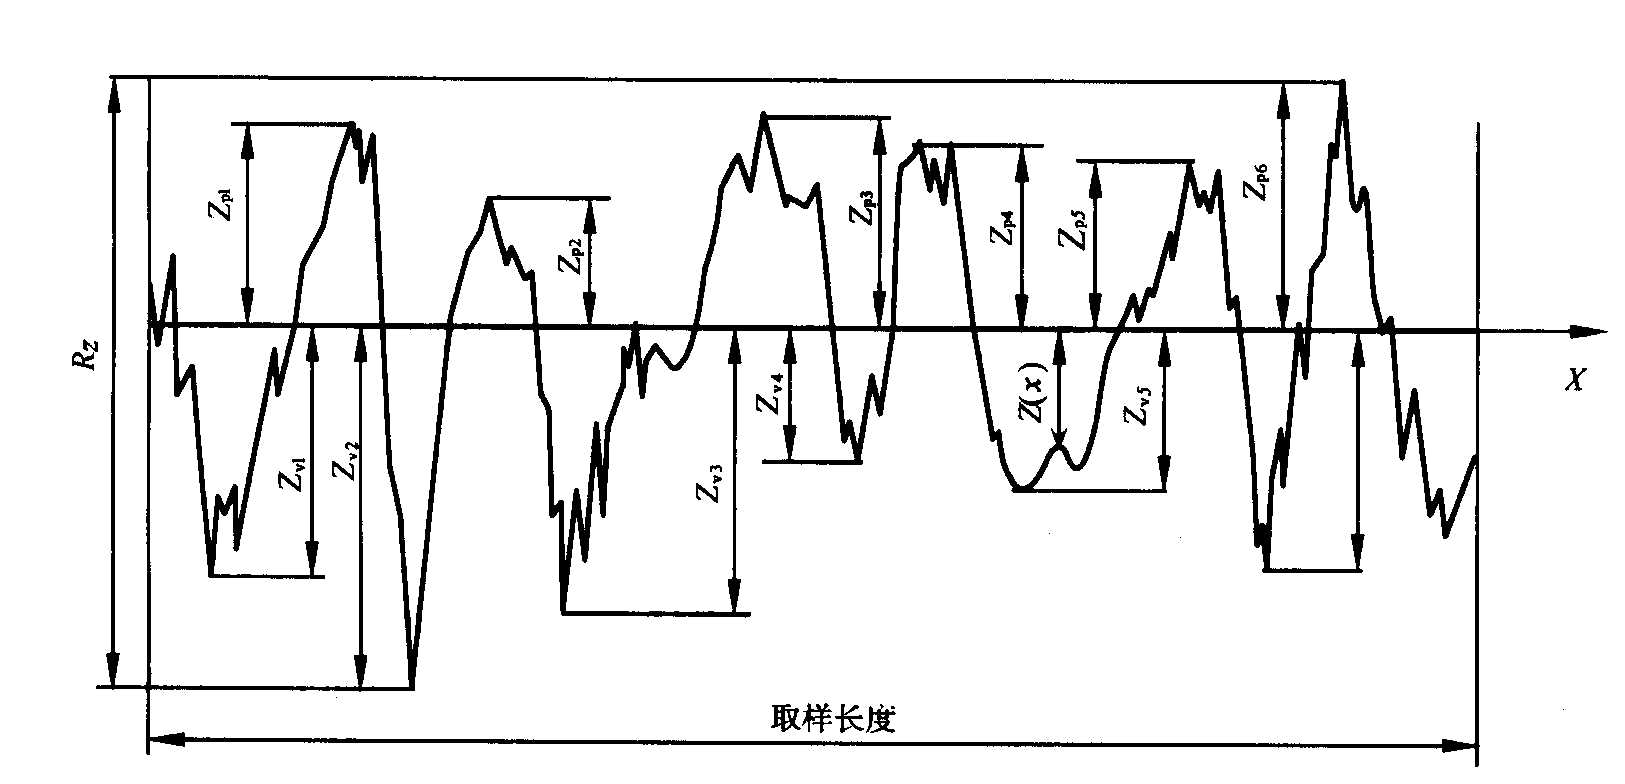 Rz
Zp1
Zv1
Zv2
Zp2
Zv3
Zv4
Zp3
Zp4
Z(x)
Zp5
Zv5
Zp6
X
取样长度